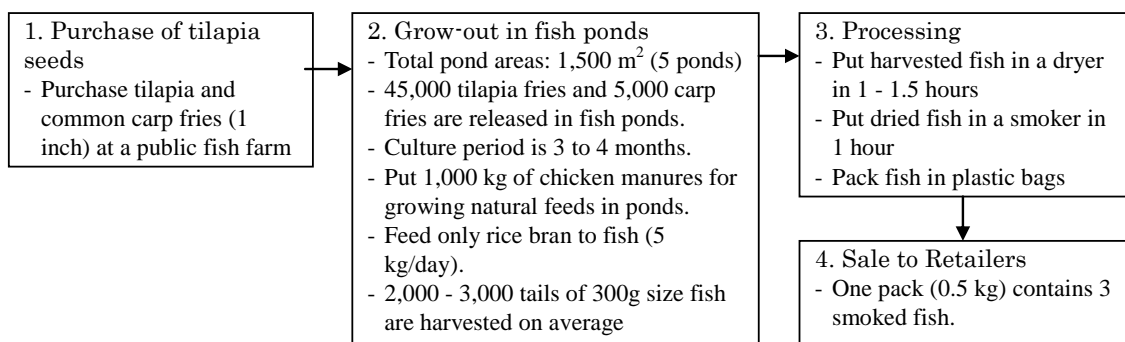 1. Purchase of tilapia
seeds
- Purchase tilapia and
common carp fries (1
inch) at a public fish farm
2. Grow-out in fish ponds
- Total pond areas: 1,500 m² (5 ponds)
- 45,000 tilapia fries and 5,000 carp
fries are released in fish ponds.
- Culture period is 3 to 4 months.
- Put 1,000 kg of chicken manures for
growing natural feeds in ponds.
- Feed only rice bran to fish (5
kg/day).
- 2,000 - 3,000 tails of 300g size fish
are harvested on average
3. Processing
- Put harvested fish in a dryer
in 1 - 1.5 hours
- Put dried fish in a smoker in
1 hour
- Pack fish in plastic bags
4. Sale to Retailers
- One pack (0.5 kg) contains 3
smoked fish.